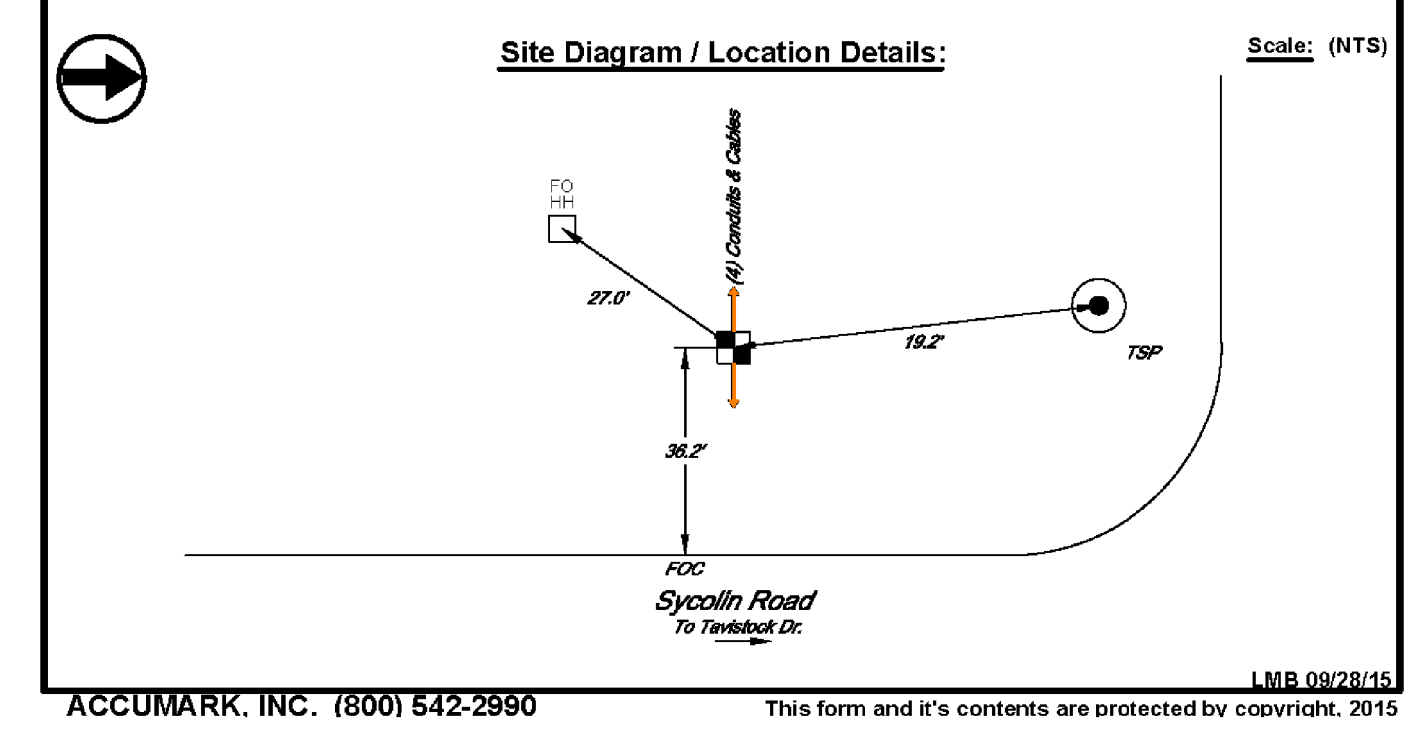 Site Diagram / Location Details:
Scale: (NTS)
(4) Conduits & Cables
FO
HH
27.0'
19.2'
TSP
36.2'
FOC
Sycolin Road
To Tavistock Dr.
LMB 09/28/15
ACCUMARK, INC. (800) 542-2990
This form and it's contents are protected by copyright, 2015